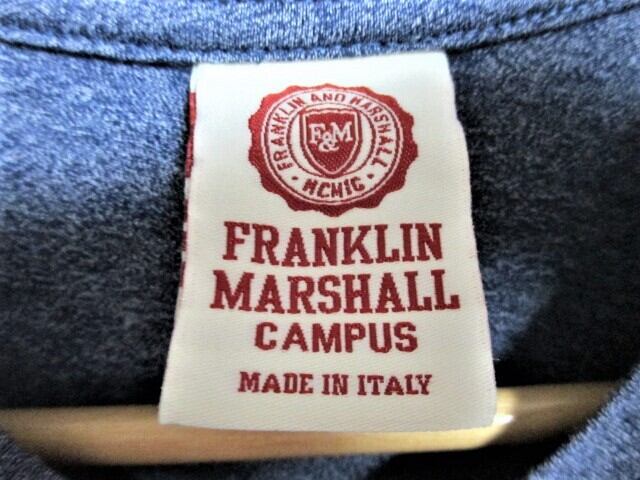 FRANKLIN AND MARSHALL
F&M
MCMIC
FRANKLIN
MARSHALL
CAMPUS
MADE IN ITALY